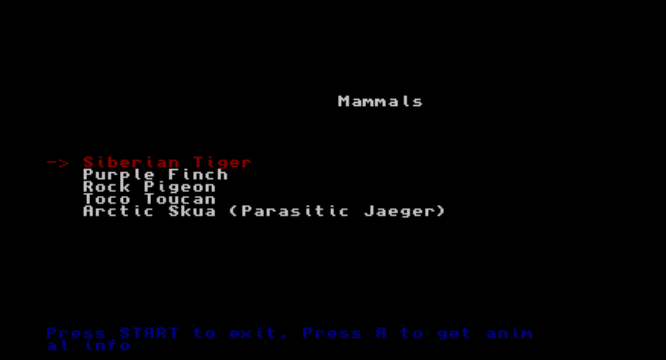 Mammals
-> Siberian Tiger
Purple Finch
Rock Pigeon
Toco Toucan
Arctic Skua (Parasitic Jaeger)
Press START to exit. Press A to get anim
al info